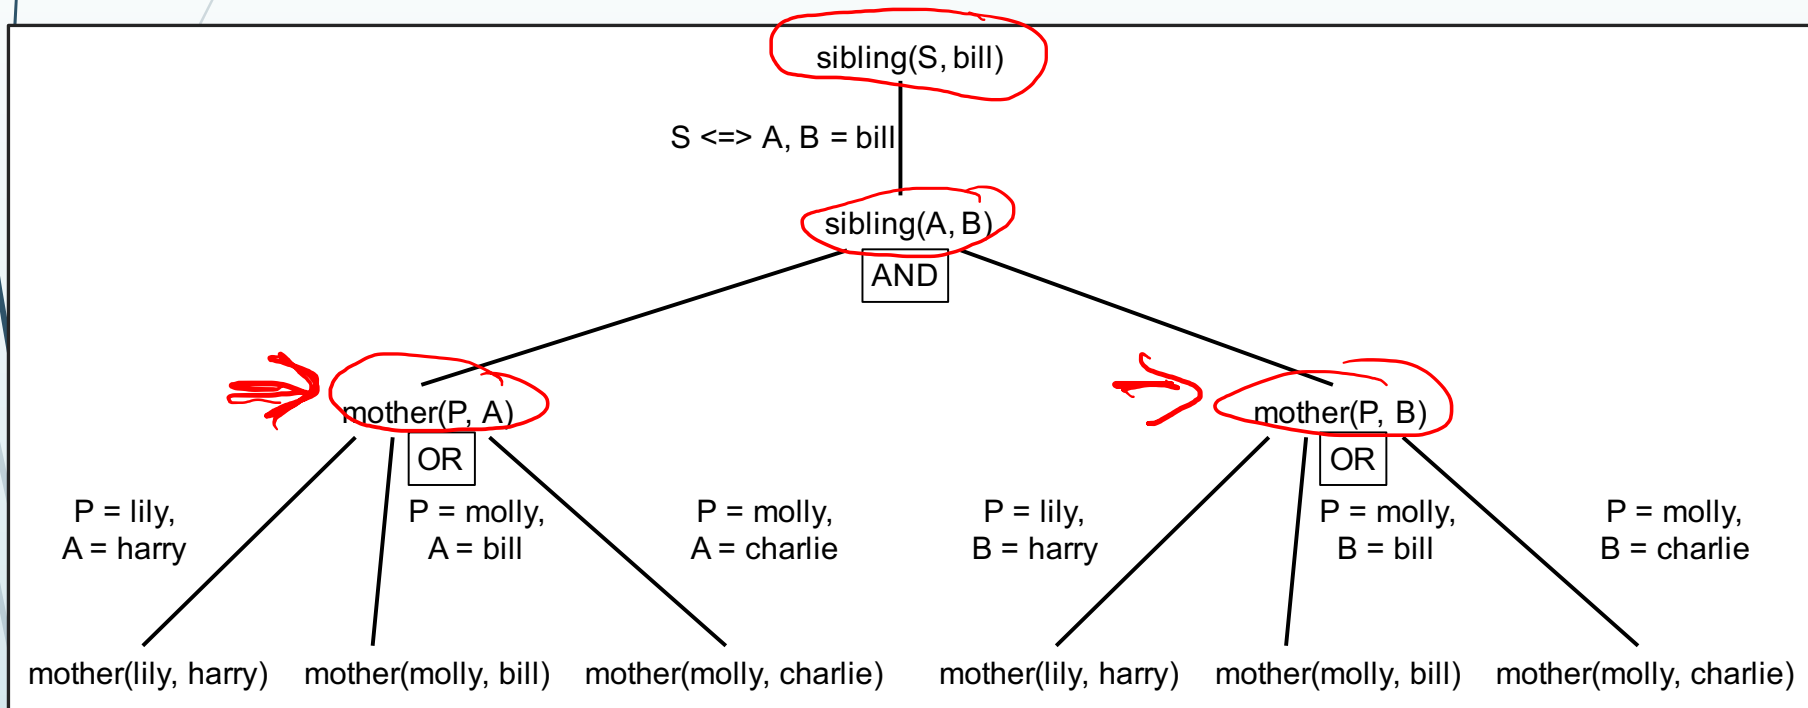 sibling(S, bill)
S <=> A, B = bill
sibling(A, B)
AND
mother(P, A)
mother(P, B)
OR
OR
P = lily,
A = harry
P = molly,
A = bill
P = molly,
A = charlie
P = lily,
B = harry
P = molly,
B = bill
P = molly,
B = charlie
mother(lily, harry)
mother(molly, bill)
mother(molly, charlie)
mother(lily, harry)
mother(molly, bill)
mother(molly, charlie)